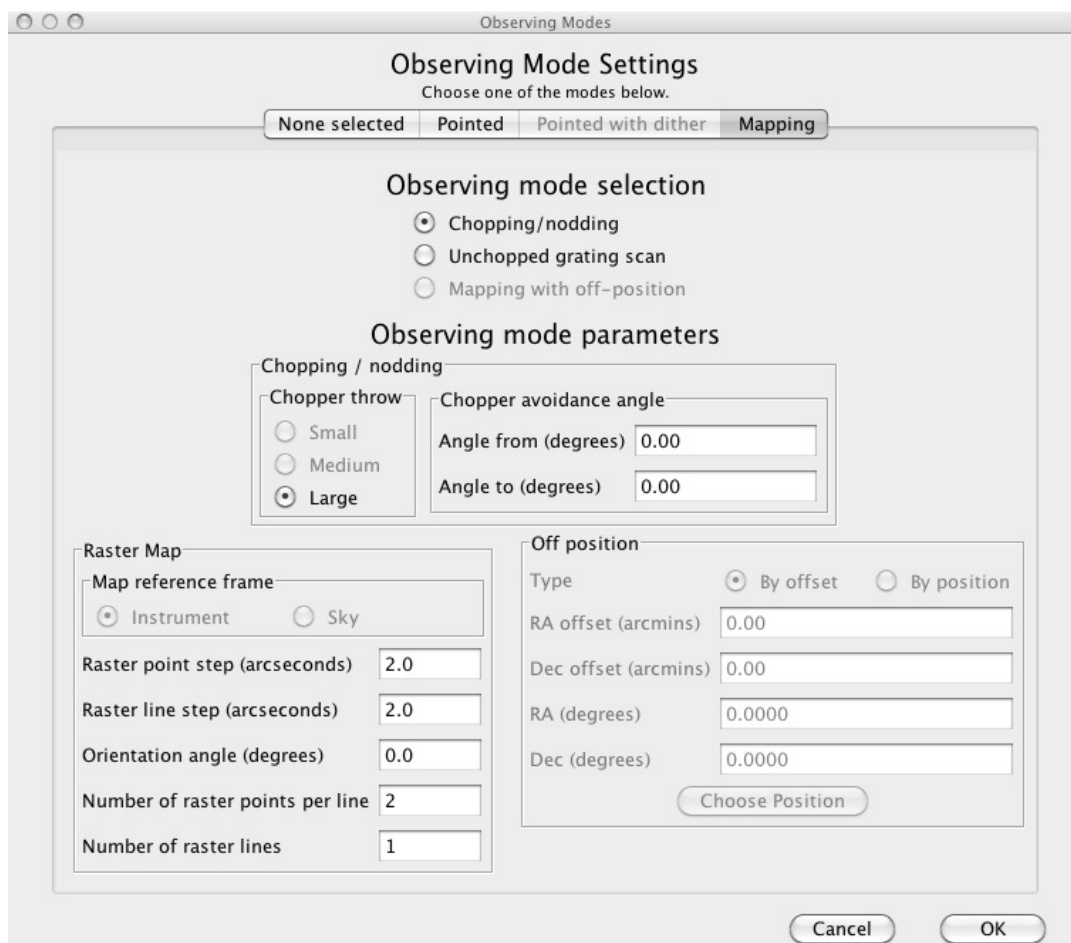 Observing Modes
Observing Mode Settings
Choose one of the modes below.
None selected Pointed Pointed with dither Mapping
Observing mode selection
Chopping/nodding
Unchopped grating scan
Mapping with off-position
Observing mode parameters
Chopping / nodding
Chopper throw
Small
Medium
Large
Chopper avoidance angle
Angle from (degrees) 0.00
Angle to (degrees) 0.00
Raster Map
Map reference frame
Instrument Sky
Raster point step (arcseconds) 2.0
Raster line step (arcseconds) 2.0
Orientation angle (degrees) 0.0
Number of raster points per line 2
Number of raster lines 1
Off position
Type By offset By position
RA offset (arcmins) 0.00
Dec offset (arcmins) 0.00
RA (degrees) 0.0000
Dec (degrees) 0.0000
Choose Position
Cancel OK